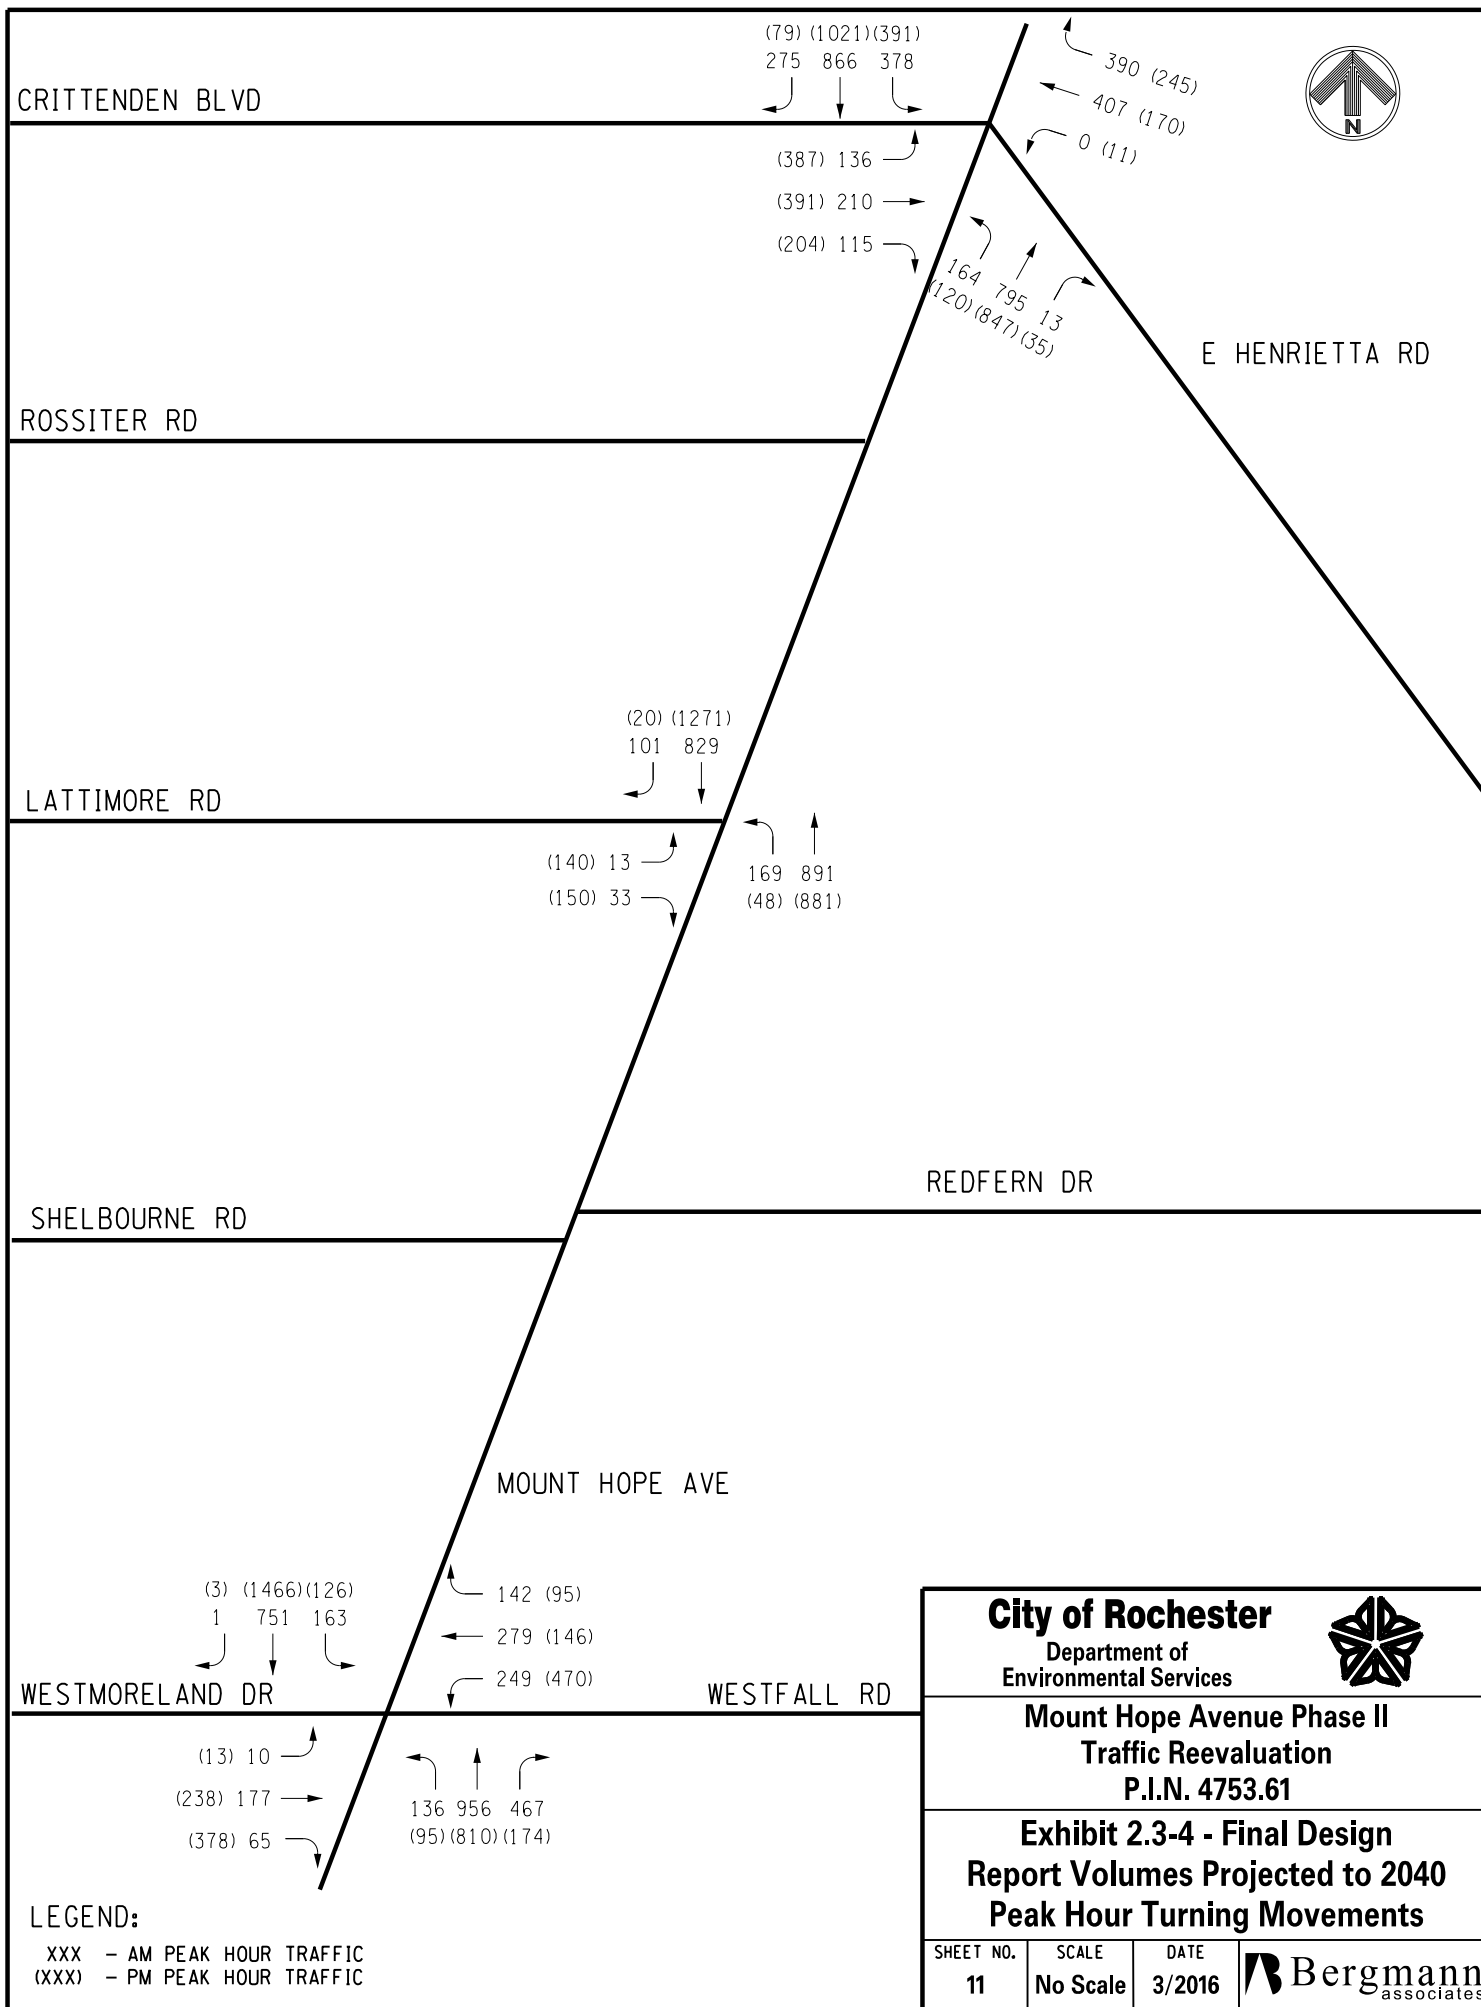 (79) (1021)(391)
275 866 378
390 (245)
407 (170)
0 (11)
N
CRITTENDEN BLVD
(387) 136
(391) 210
(204) 115
164 795 13
(120)(847)(35)
E HENRIETTA RD
ROSSITER RD
(20) (1271)
101 829
LATTIMORE RD
(140) 13
(150) 33
169 891
(48) (881)
REDFERN DR
SHELBOURNE RD
MOUNT HOPE AVE
(3) (1466)(126)
1 751 163
142 (95)
279 (146)
249 (470)
WESTMORELAND DR
WESTFALL RD
(13) 10
(238) 177
(378) 65
136 956 467
(95)(810)(174)
LEGEND:
XXX - AM PEAK HOUR TRAFFIC
(XXX) - PM PEAK HOUR TRAFFIC
City of Rochester
Department of
Environmental Services
Mount Hope Avenue Phase II
Traffic Reevaluation
P.I.N. 4753.61
Exhibit 2.3-4 - Final Design
Report Volumes Projected to 2040
Peak Hour Turning Movements
SHEET NO. SCALE DATE
11 No Scale 3/2016
Bergmann
associates